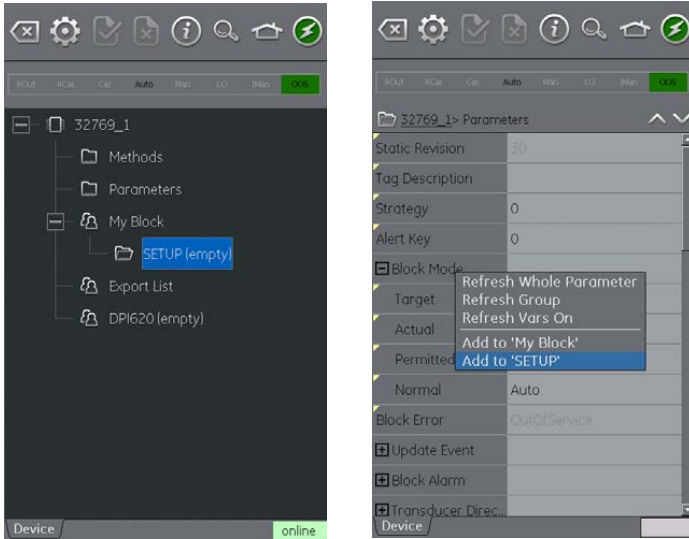 ROut RCas Cas Auto Man LO IMan OOS
32769_1
Methods
Parameters
My Block
SETUP (empty)
Export List
DPI620 (empty)
Device
online
ROut RCas Cas Auto Man LO IMan OOS
32769_1> Parameters
Static Revision 30
Tag Description
Strategy 0
Alert Key 0
Block Mode
Refresh Whole Parameter
Target Refresh Group
Actual Refresh Vars On
Add to 'My Block'
Permitted Add to 'SETUP'
Normal Auto
Block Error OutOfService
Update Event
Block Alarm
Transducer Direc...
Device